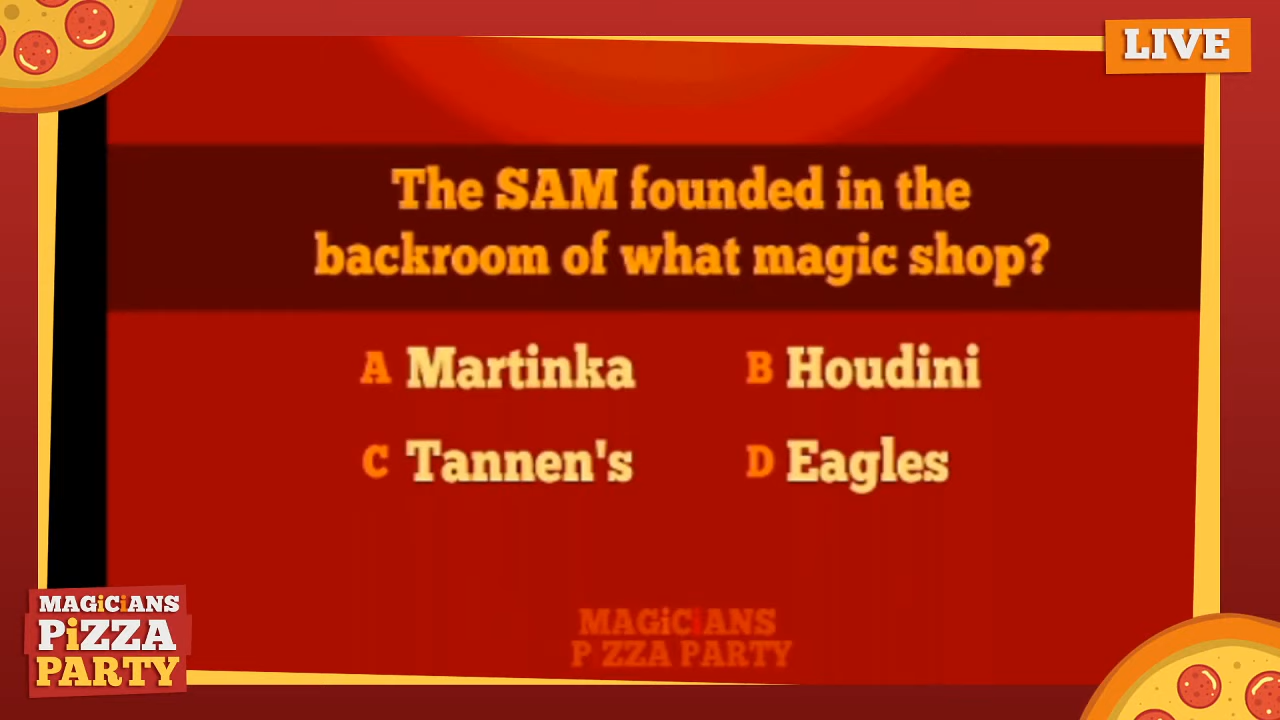 LIVE
The SAM founded in the
backroom of what magic shop?
A Martinka
B Houdini
C Tannen's
D Eagles
MAGiCiANS
PiZZA
PARTY
MAGiCiANS
P ZZA PARTY